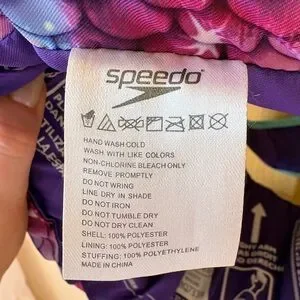 speedo
HAND WASH COLD
WASH WITH LIKE COLORS
NON-CHLORINE BLEACH ONLY
REMOVE PROMPTLY
DO NOT WRING
LINE DRY IN SHADE
DO NOT IRON
DO NOT TUMBLE DRY
DO NOT DRY CLEAN
SHELL: 100% POLYESTER
LINING: 100% POLYESTER
STUFFING: 100% POLYETHYLENE
MADE IN CHINA